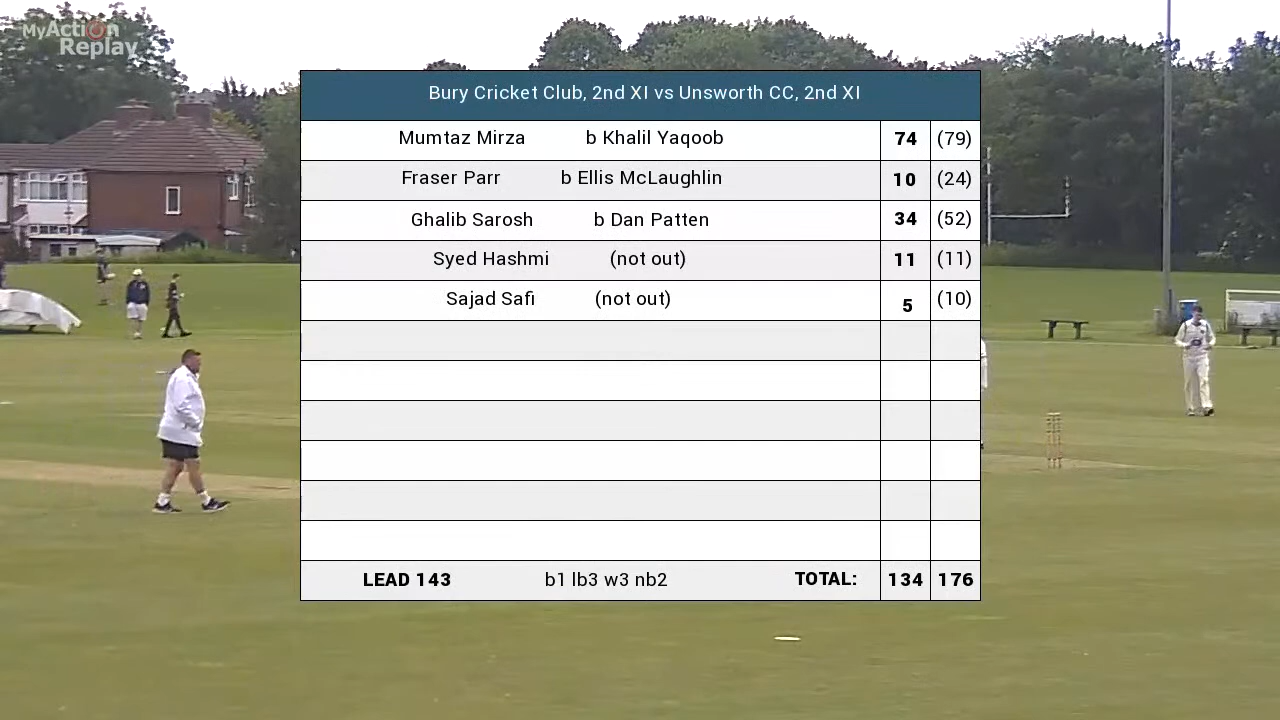 MyAction
Replay
Bury Cricket Club, 2nd XI vs Unsworth CC, 2nd XI
Mumtaz Mirza b Khalil Yaqoob 74 (79)
Fraser Parr b Ellis McLaughlin 10 (24)
Ghalib Sarosh b Dan Patten 34 (52)
Syed Hashmi (not out) 11 (11)
Sajad Safi (not out) 5 (10)
LEAD 143 b1 lb3 w3 nb2 TOTAL: 134 176